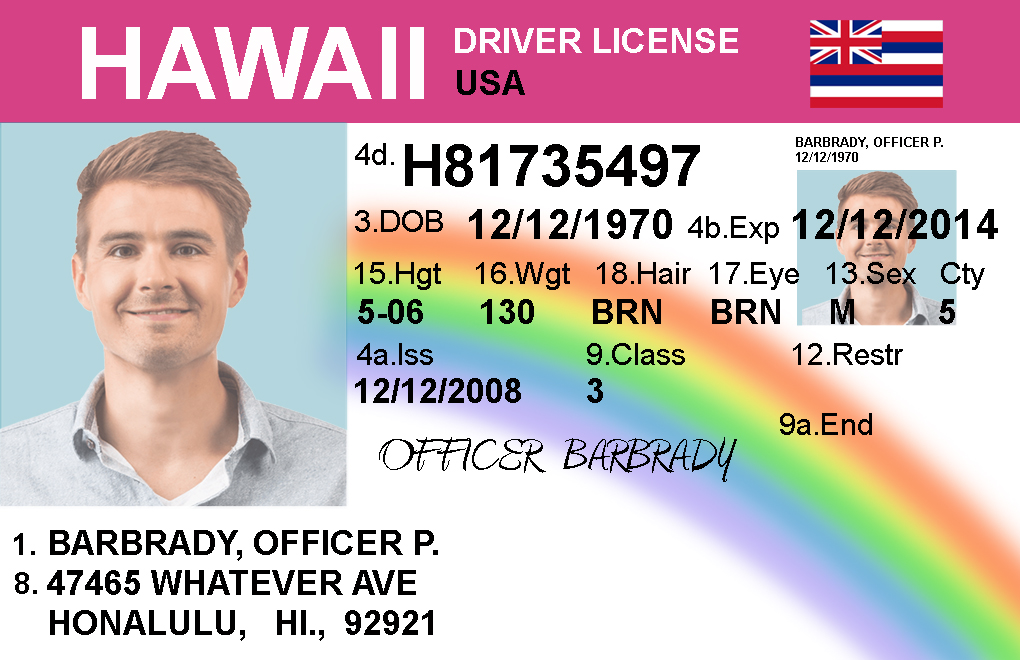 HAWAII DRIVER LICENSE
USA
BARBRADY, OFFICER P.
12/12/1970
4d. H81735497
3.DOB 12/12/1970 4b.Exp 12/12/2014
15.Hgt 16.Wgt 18.Hair 17.Eye 13.Sex Cty
5-06 130 BRN BRN M 5
4a.Iss 9.Class 12.Restr
12/12/2008 3
9a.End
OFFICER BARBRADY
1. BARBRADY, OFFICER P.
8. 47465 WHATEVER AVE
HONALULU, HI., 92921